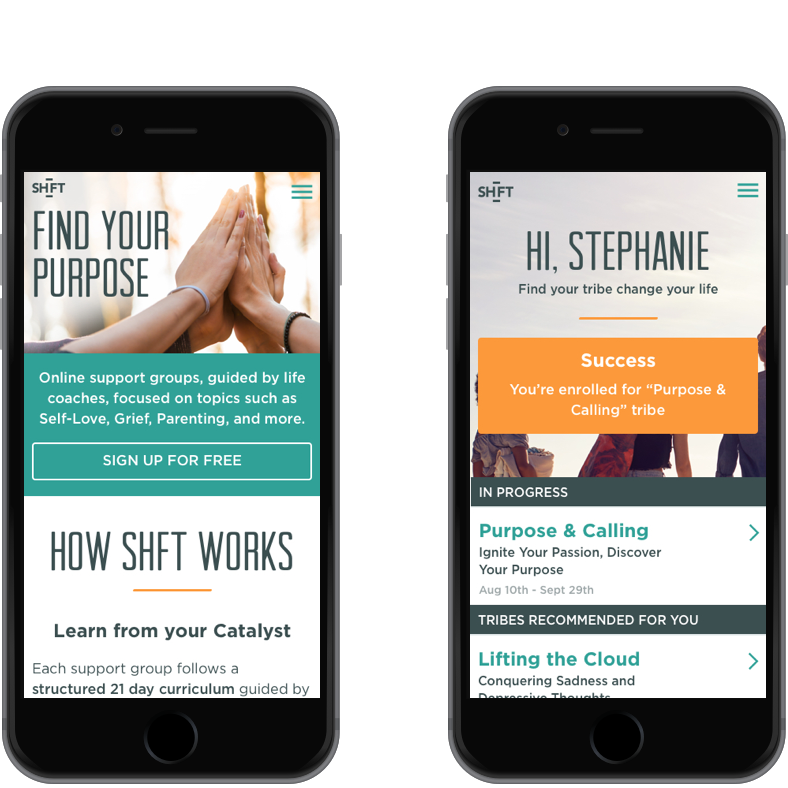 SHFT
FIND YOUR
PURPOSE
Online support groups, guided by life
coaches, focused on topics such as
Self-Love, Grief, Parenting, and more.
SIGN UP FOR FREE
HOW SHFT WORKS
Learn from your Catalyst
Each support group follows a
structured 21 day curriculum guided by
SHFT
HI, STEPHANIE
Find your tribe change your life
Success
You’re enrolled for “Purpose &
Calling” tribe
IN PROGRESS
Purpose & Calling
Ignite Your Passion, Discover
Your Purpose
Aug 10th - Sept 29th
TRIBES RECOMMENDED FOR YOU
Lifting the Cloud
Conquering Sadness and
Depressive Thoughts